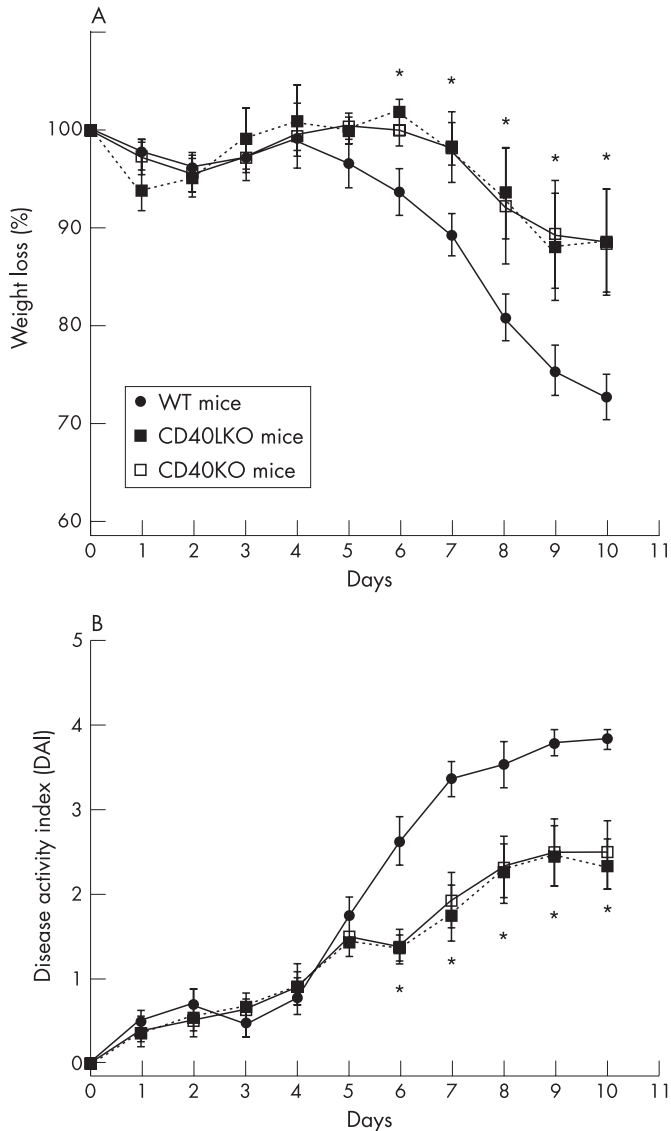 A
100
90
80
70
60
Weight loss (%)
* * * * *
WT mice
CD40LKO mice
CD40KO mice
0 1 2 3 4 5 6 7 8 9 10 11
Days
B
5
4
3
2
1
0
Disease activity index (DAI)
* * * * *
0 1 2 3 4 5 6 7 8 9 10 11
Days